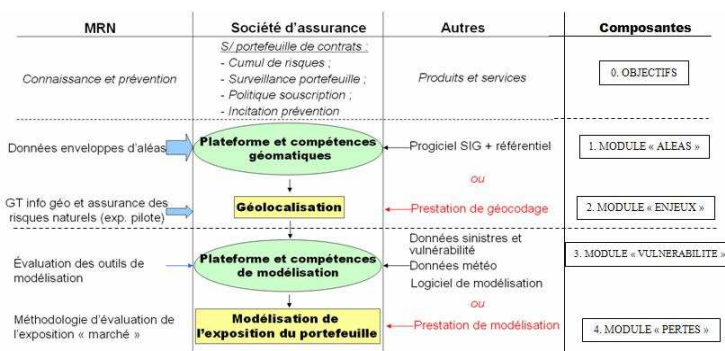 MRN
Société d'assurance
Autres
Composantes
Connaissance et prévention
S/ portefeuille de contrats :
- Cumul de risques ;
- Surveillance portefeuille ;
- Politique souscription ;
- Incitation prévention
Produits et services
0. OBJECTIFS
Données enveloppes d'aléas
Plateforme et compétences
géomatiques
Progiciel SIG + référentiel
1. MODULE « ALEAS »
ou
GT info géo et assurance des
risques naturels (exp. pilote)
Géolocalisation
Prestation de géocodage
2. MODULE « ENJEUX »
Évaluation des outils de
modélisation
Plateforme et compétences
de modélisation
Données sinistres et
vulnérabilité
Données météo
Logiciel de modélisation
3. MODULE « VULNERABILITE »
ou
Méthodologie d'évaluation de
l'exposition « marché »
Modélisation de
l'exposition du portefeuille
Prestation de modélisation
4. MODULE « PERTES »